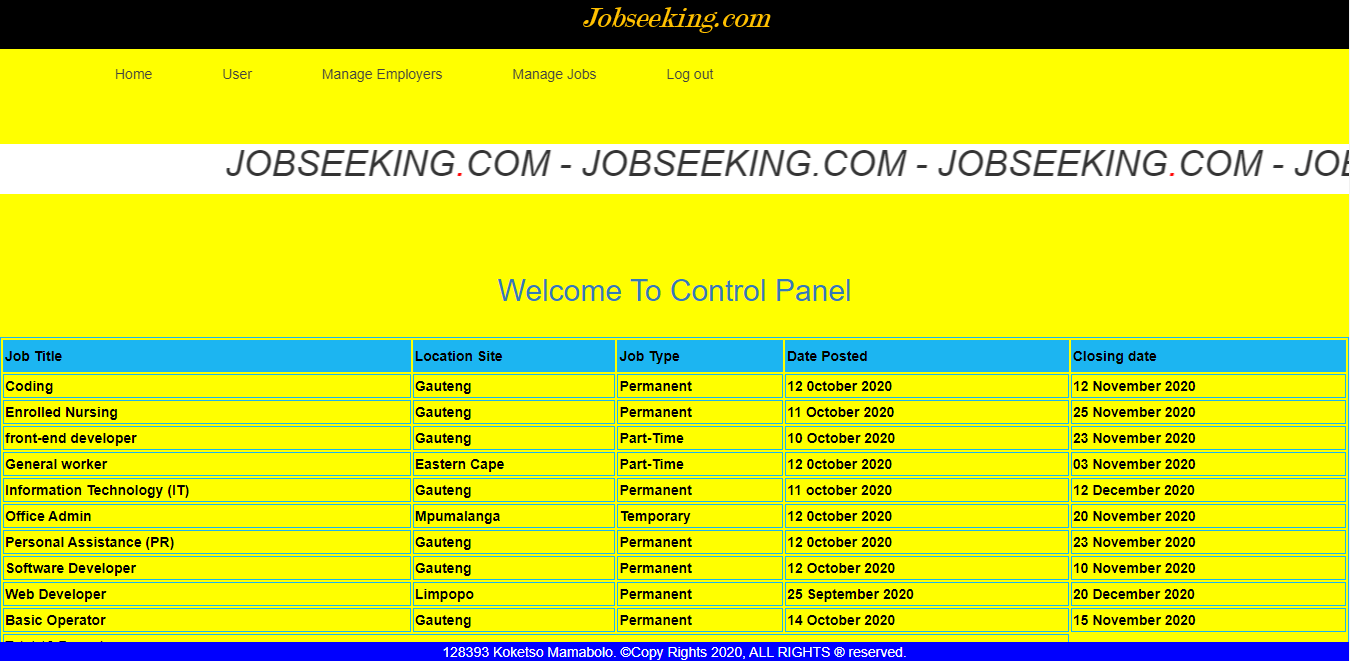 Jobseeking.com
Home User Manage Employers Manage Jobs Log out
JOBSEEKING.COM - JOBSEEKING.COM - JOBSEEKING.COM - JOB
Welcome To Control Panel
Job Title Location Site Job Type Date Posted Closing date
Coding Gauteng Permanent 12 0ctober 2020 12 November 2020
Enrolled Nursing Gauteng Permanent 11 October 2020 25 November 2020
front-end developer Gauteng Part-Time 10 October 2020 23 November 2020
General worker Eastern Cape Part-Time 12 0ctober 2020 03 November 2020
Information Technology (IT) Gauteng Permanent 11 october 2020 12 December 2020
Office Admin Mpumalanga Temporary 12 0ctober 2020 20 November 2020
Personal Assistance (PR) Gauteng Permanent 12 0ctober 2020 23 November 2020
Software Developer Gauteng Permanent 12 October 2020 10 November 2020
Web Developer Limpopo Permanent 25 September 2020 20 December 2020
Basic Operator Gauteng Permanent 14 October 2020 15 November 2020
128393 Koketso Mamabolo. ©Copy Rights 2020, ALL RIGHTS ® reserved.